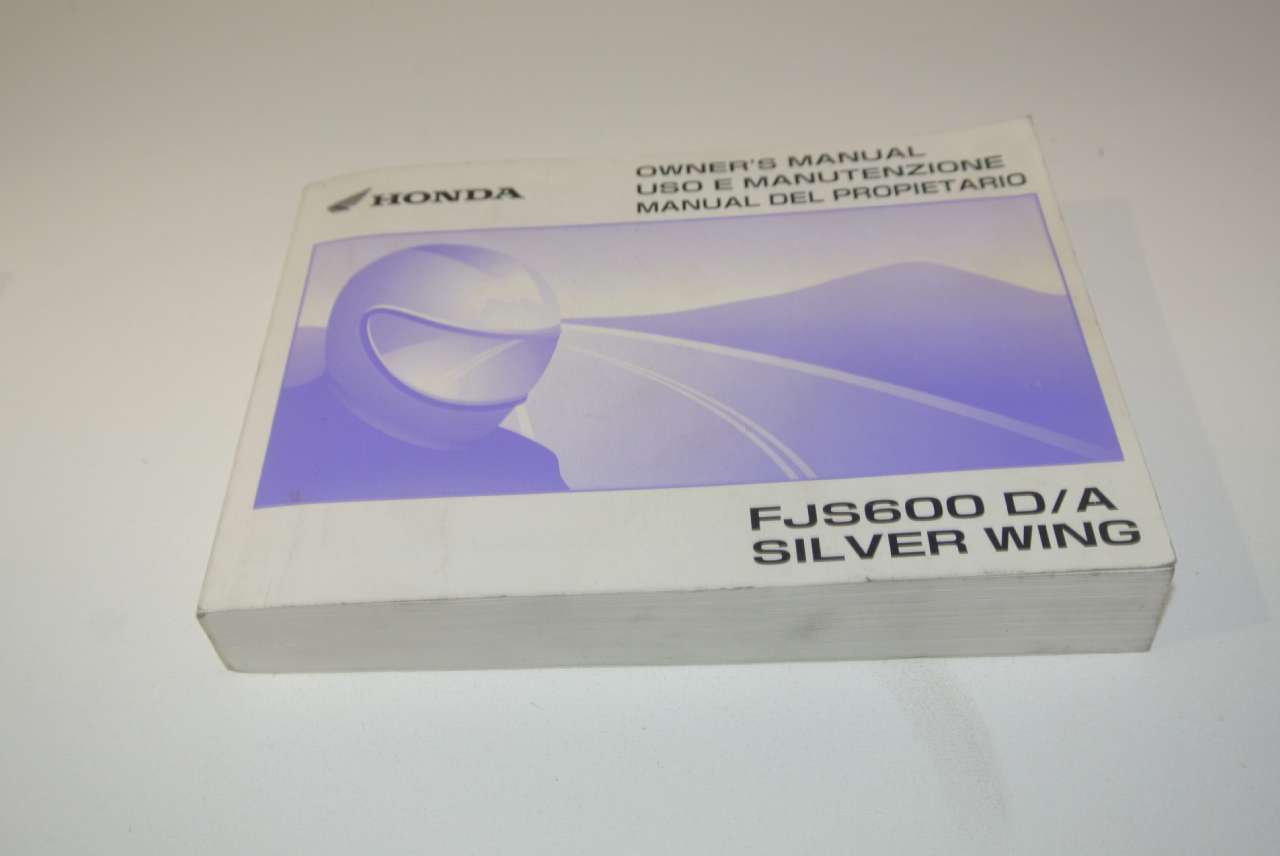 HONDA
OWNER'S MANUAL
USO E MANUTENZIONE
MANUAL DEL PROPIETARIO
FJS600 D/A
SILVER WING